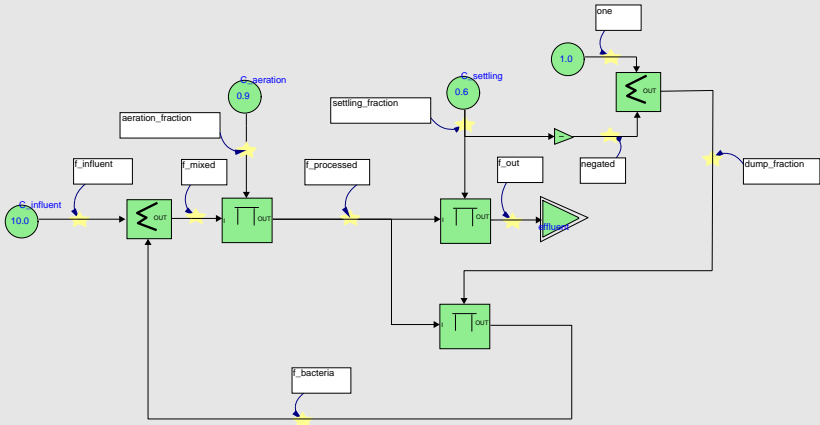 one
1.0
OUT
C_aeration
0.9
C_settling
0.6
settling_fraction
aeration_fraction
−
negated
dump_fraction
f_influent
f_mixed
f_processed
f_out
C_influent
10.0
OUT
I
OUT
I
OUT
effluent
I
OUT
f_bacteria